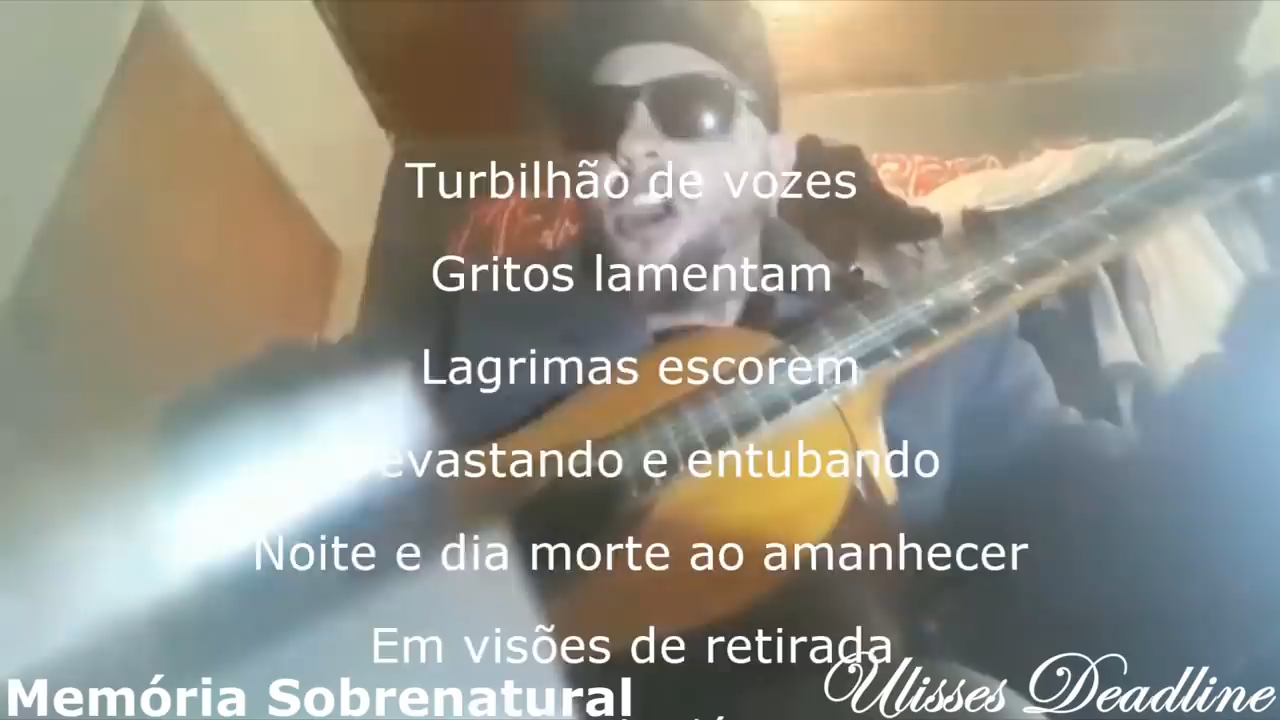 Turbilhão de vozes
Gritos lamentam
Lagrimas escorem
e entubando
Noite e dia morte ao amanhecer
Em visões de retirada
Memória Sobrenatural
Ulisses Deadline